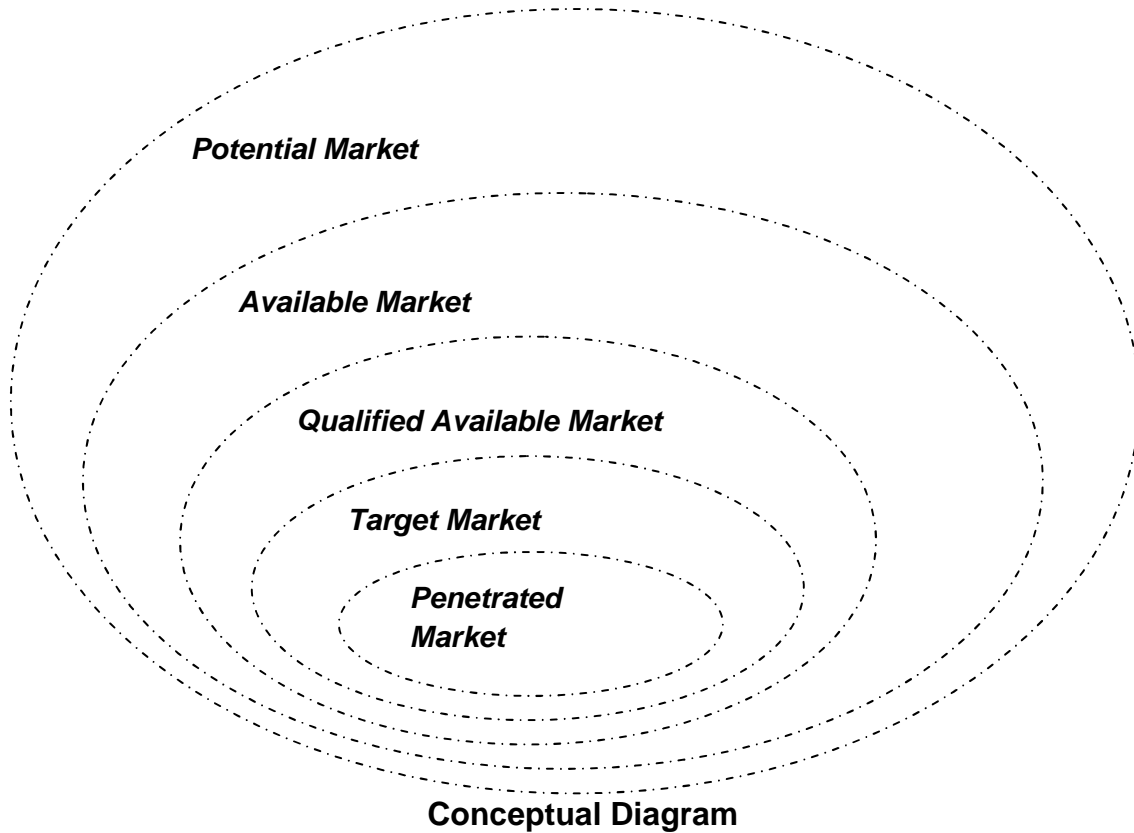 Potential Market
Available Market
Qualified Available Market
Target Market
Penetrated
Market
Conceptual Diagram